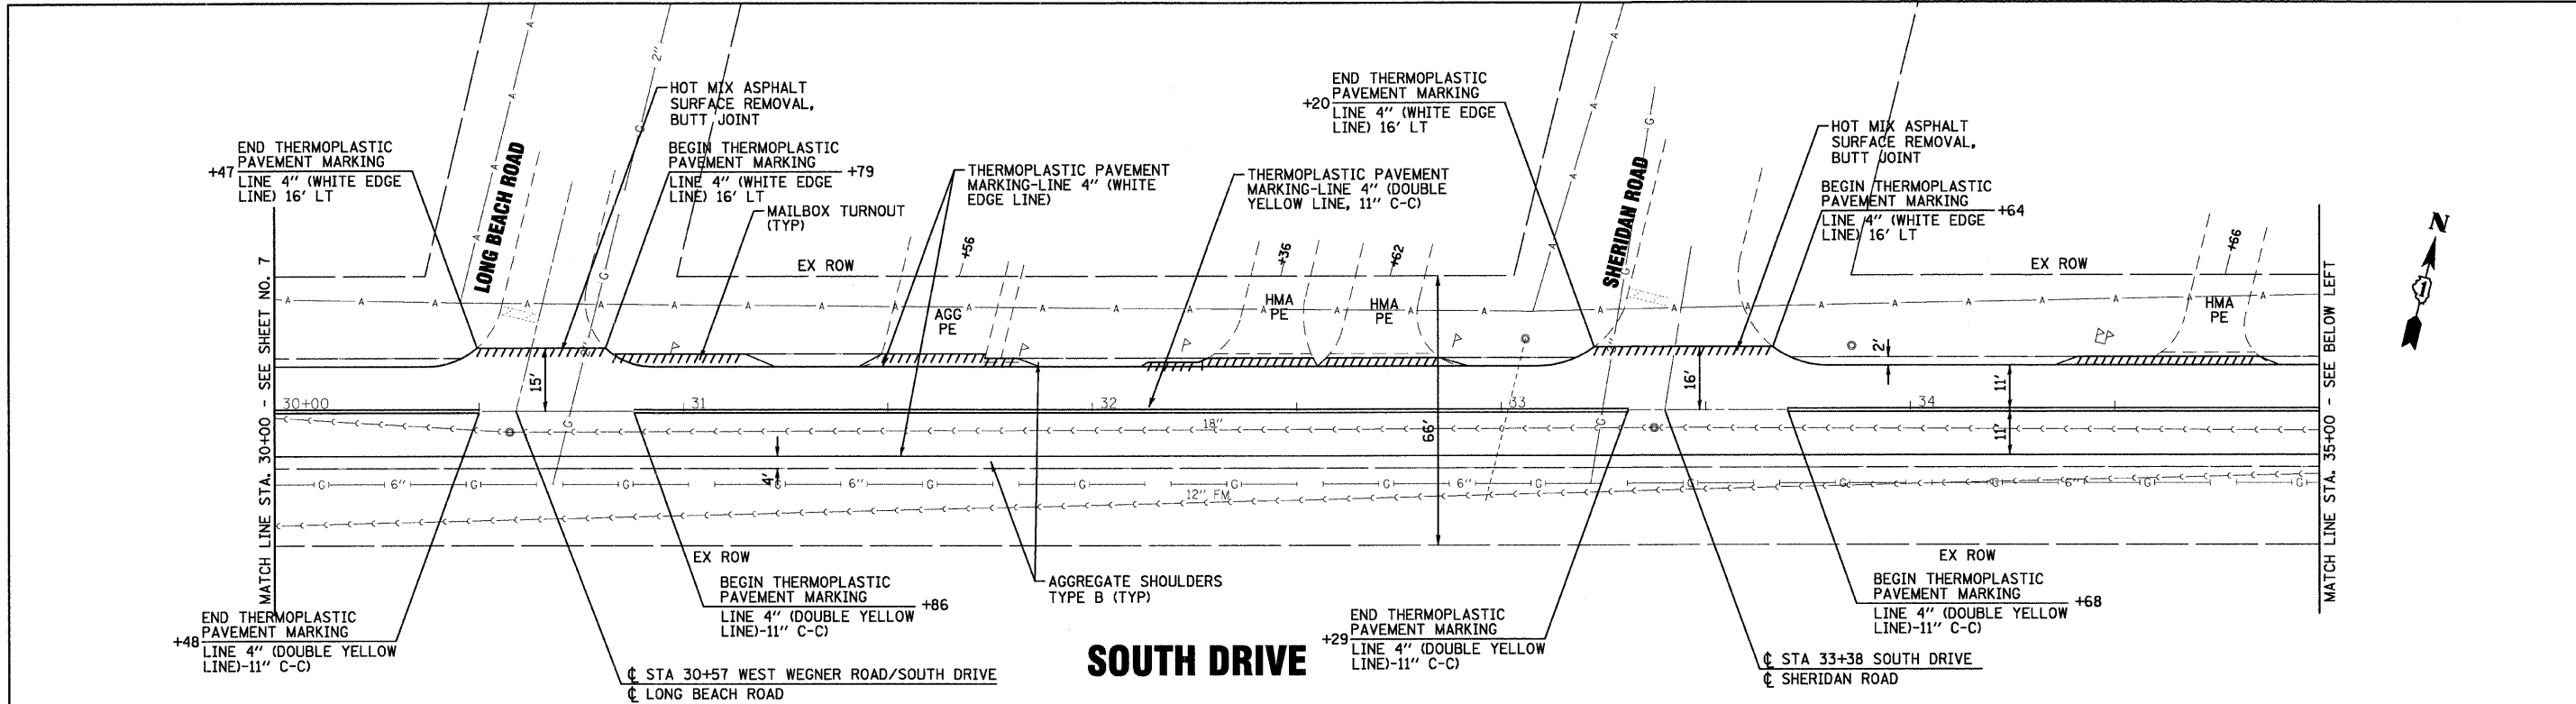 END THERMOPLASTIC
PAVEMENT MARKING
+47
LINE 4" (WHITE EDGE
LINE) 16' LT
LONG BEACH ROAD
2"
HOT MIX ASPHALT
SURFACE REMOVAL,
BUTT JOINT
BEGIN THERMOPLASTIC
PAVEMENT MARKING
+79
LINE 4" (WHITE EDGE
LINE) 16' LT
MAILBOX TURNOUT
(TYP)
THERMOPLASTIC PAVEMENT
MARKING-LINE 4" (WHITE
EDGE LINE)
THERMOPLASTIC PAVEMENT
MARKING-LINE 4" (DOUBLE
YELLOW LINE, 11" C-C)
END THERMOPLASTIC
PAVEMENT MARKING
+20
LINE 4" (WHITE EDGE
LINE) 16' LT
SHERIDAN ROAD
HOT MIX ASPHALT
SURFACE REMOVAL,
BUTT JOINT
BEGIN THERMOPLASTIC
PAVEMENT MARKING
+64
LINE 4" (WHITE EDGE
LINE) 16' LT
N
1
EX ROW
EX ROW
+56
+36
+62
+66
AGG
PE
HMA
PE
HMA
PE
HMA
PE
MATCH LINE STA. 30+00 - SEE SHEET NO. 7
MATCH LINE STA. 35+00 - SEE BELOW LEFT
15'
16'
2'
11'
11'
66'
4'
30+00
31
32
33
34
18"
6"
6"
6"
6"
12" FM
EX ROW
EX ROW
END THERMOPLASTIC
PAVEMENT MARKING
+48
LINE 4" (DOUBLE YELLOW
LINE)-11" C-C)
BEGIN THERMOPLASTIC
PAVEMENT MARKING
+86
LINE 4" (DOUBLE YELLOW
LINE)-11" C-C)
AGGREGATE SHOULDERS
TYPE B (TYP)
℄ STA 30+57 WEST WEGNER ROAD/SOUTH DRIVE
℄ LONG BEACH ROAD
SOUTH DRIVE
END THERMOPLASTIC
PAVEMENT MARKING
+29
LINE 4" (DOUBLE YELLOW
LINE)-11" C-C)
BEGIN THERMOPLASTIC
PAVEMENT MARKING
+68
LINE 4" (DOUBLE YELLOW
LINE)-11" C-C)
℄ STA 33+38 SOUTH DRIVE
℄ SHERIDAN ROAD